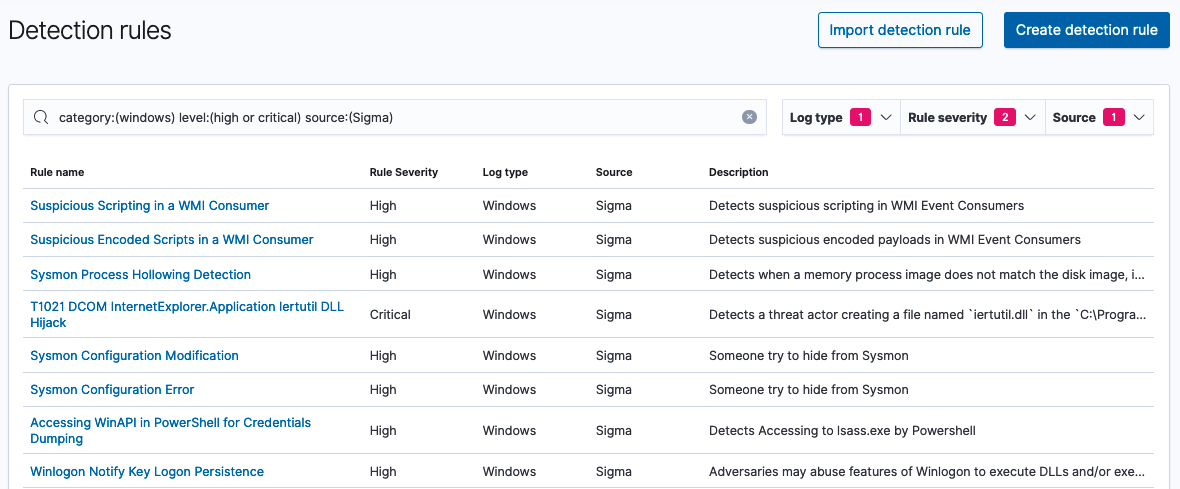 Detection rules
Import detection rule
Create detection rule
category:(windows) level:(high or critical) source:(Sigma)
Log type 1
Rule severity 2
Source 1
Rule name Rule Severity Log type Source Description
Suspicious Scripting in a WMI Consumer High Windows Sigma Detects suspicious scripting in WMI Event Consumers
Suspicious Encoded Scripts in a WMI Consumer High Windows Sigma Detects suspicious encoded payloads in WMI Event Consumers
Sysmon Process Hollowing Detection High Windows Sigma Detects when a memory process image does not match the disk image, i...
T1021 DCOM InternetExplorer.Application Iertutil DLL
Hijack
Critical Windows Sigma Detects a threat actor creating a file named `iertutil.dll` in the `C:\Progra...
Sysmon Configuration Modification High Windows Sigma Someone try to hide from Sysmon
Sysmon Configuration Error High Windows Sigma Someone try to hide from Sysmon
Accessing WinAPI in PowerShell for Credentials
Dumping
High Windows Sigma Detects Accessing to lsass.exe by Powershell
Winlogon Notify Key Logon Persistence High Windows Sigma Adversaries may abuse features of Winlogon to execute DLLs and/or exe...